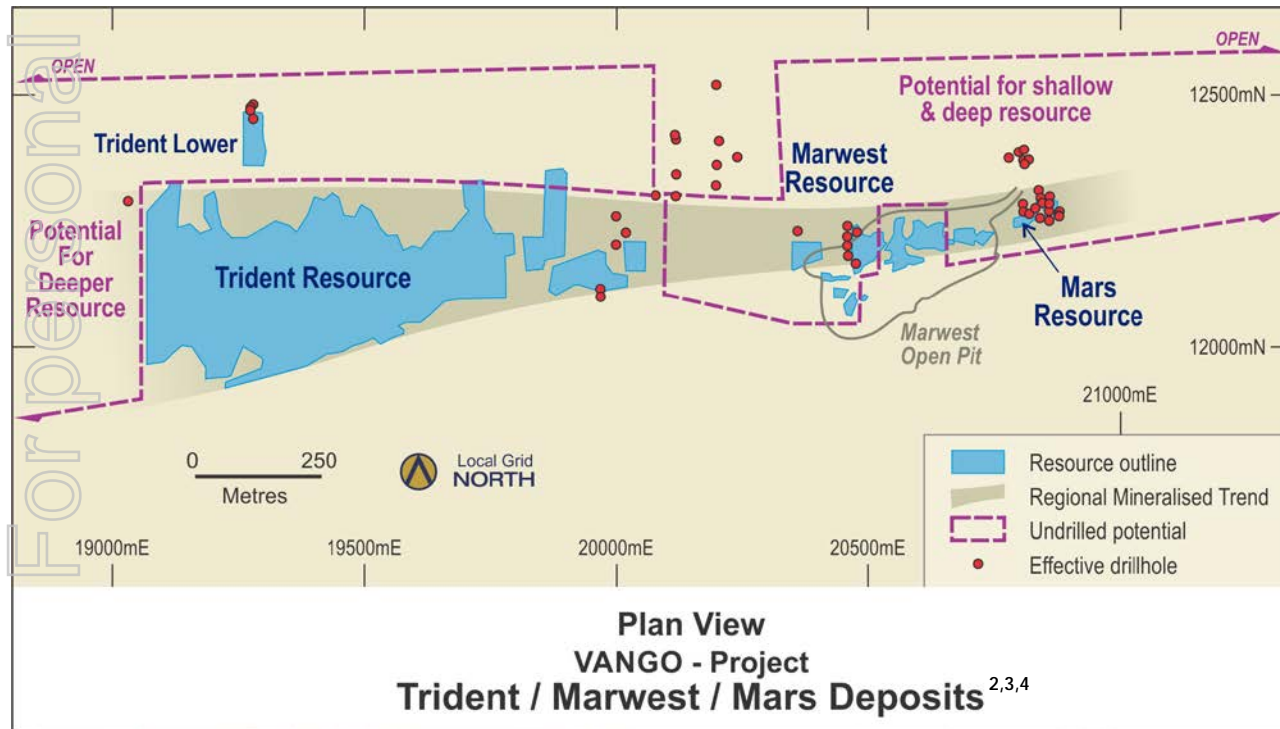 For personal
OPEN
OPEN
12500mN
Potential for shallow
& deep resource
Trident Lower
Marwest
Resource
Potential
For
Deeper
Resource
Trident Resource
Mars
Resource
Marwest
Open Pit
12000mN
21000mE
0 250
Metres
Local Grid
NORTH
Resource outline
Regional Mineralised Trend
Undrilled potential
Effective drillhole
19000mE 19500mE 20000mE 20500mE
Plan View
VANGO - Project
Trident / Marwest / Mars Deposits 2,3,4